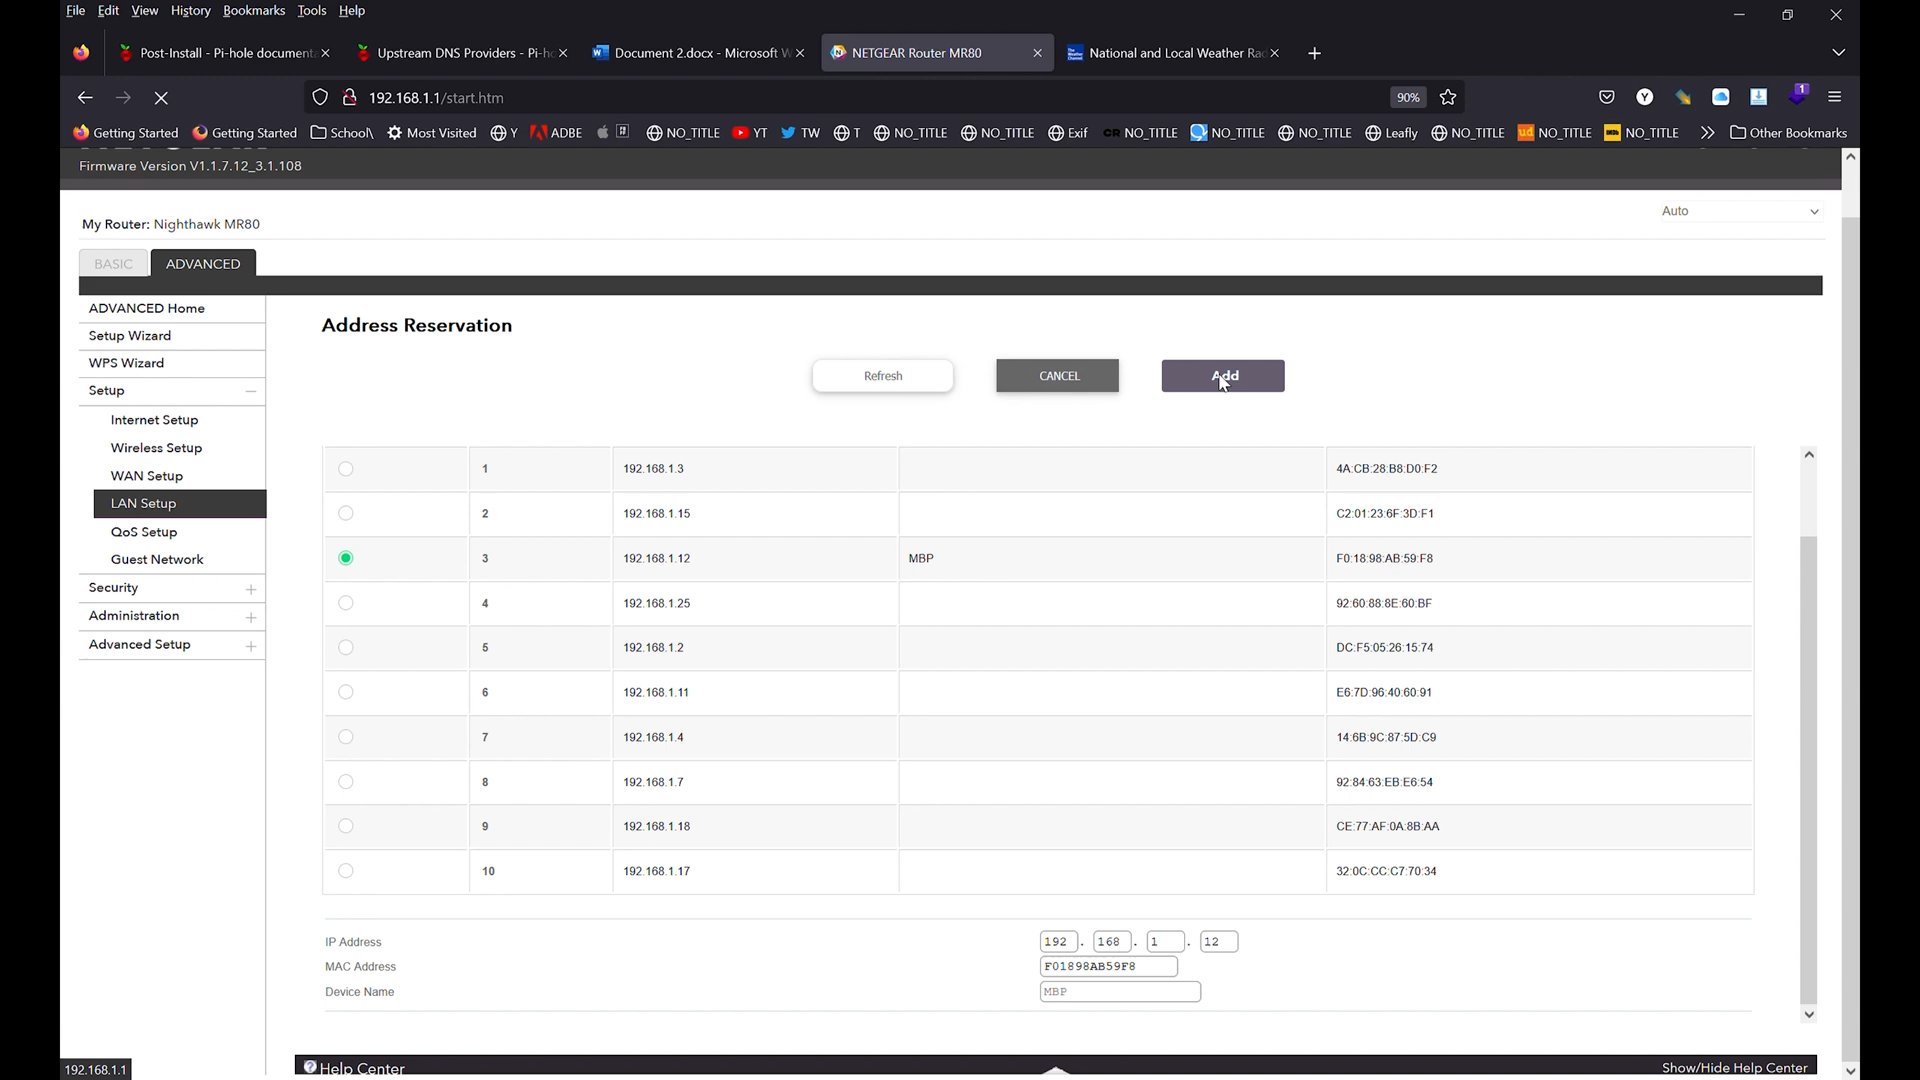 File Edit View History Bookmarks Tools Help
Post-Install - Pi-hole documenta
Upstream DNS Providers - Pi-ho
Document 2.docx - Microsoft W
NETGEAR Router MR80
National and Local Weather Rad
192.168.1.1/start.htm
90%
Y
1
Getting Started
Getting Started
School\
Most Visited
Y
ADBE
YT
TW
T
NO_TITLE
NO_TITLE
Exif
CR NO_TITLE
NO_TITLE
NO_TITLE
Leafly
NO_TITLE
ud NO_TITLE
NO_TITLE
Other Bookmarks
Firmware Version V1.1.7.12_3.1.108
My Router: Nighthawk MR80
Auto
BASIC
ADVANCED
ADVANCED Home
Setup Wizard
WPS Wizard
Setup
Internet Setup
Wireless Setup
WAN Setup
LAN Setup
QoS Setup
Guest Network
Security
Administration
Advanced Setup
Address Reservation
Refresh
CANCEL
Add
1 192.168.1.3 4A:CB:28:B8:D0:F2
2 192.168.1.15 C2:01:23:6F:3D:F1
3 192.168.1.12 MBP F0:18:98:AB:59:F8
4 192.168.1.25 92:60:88:8E:60:BF
5 192.168.1.2 DC:F5:05:26:15:74
6 192.168.1.11 E6:7D:96:40:60:91
7 192.168.1.4 14:6B:9C:87:5D:C9
8 192.168.1.7 92:84:63:EB:E6:54
9 192.168.1.18 CE:77:AF:0A:8B:AA
10 192.168.1.17 32:0C:CC:C7:70:34
IP Address 192 . 168 . 1 . 12
MAC Address F01898AB59F8
Device Name MBP
Help Center
Show/Hide Help Center
192.168.1.1